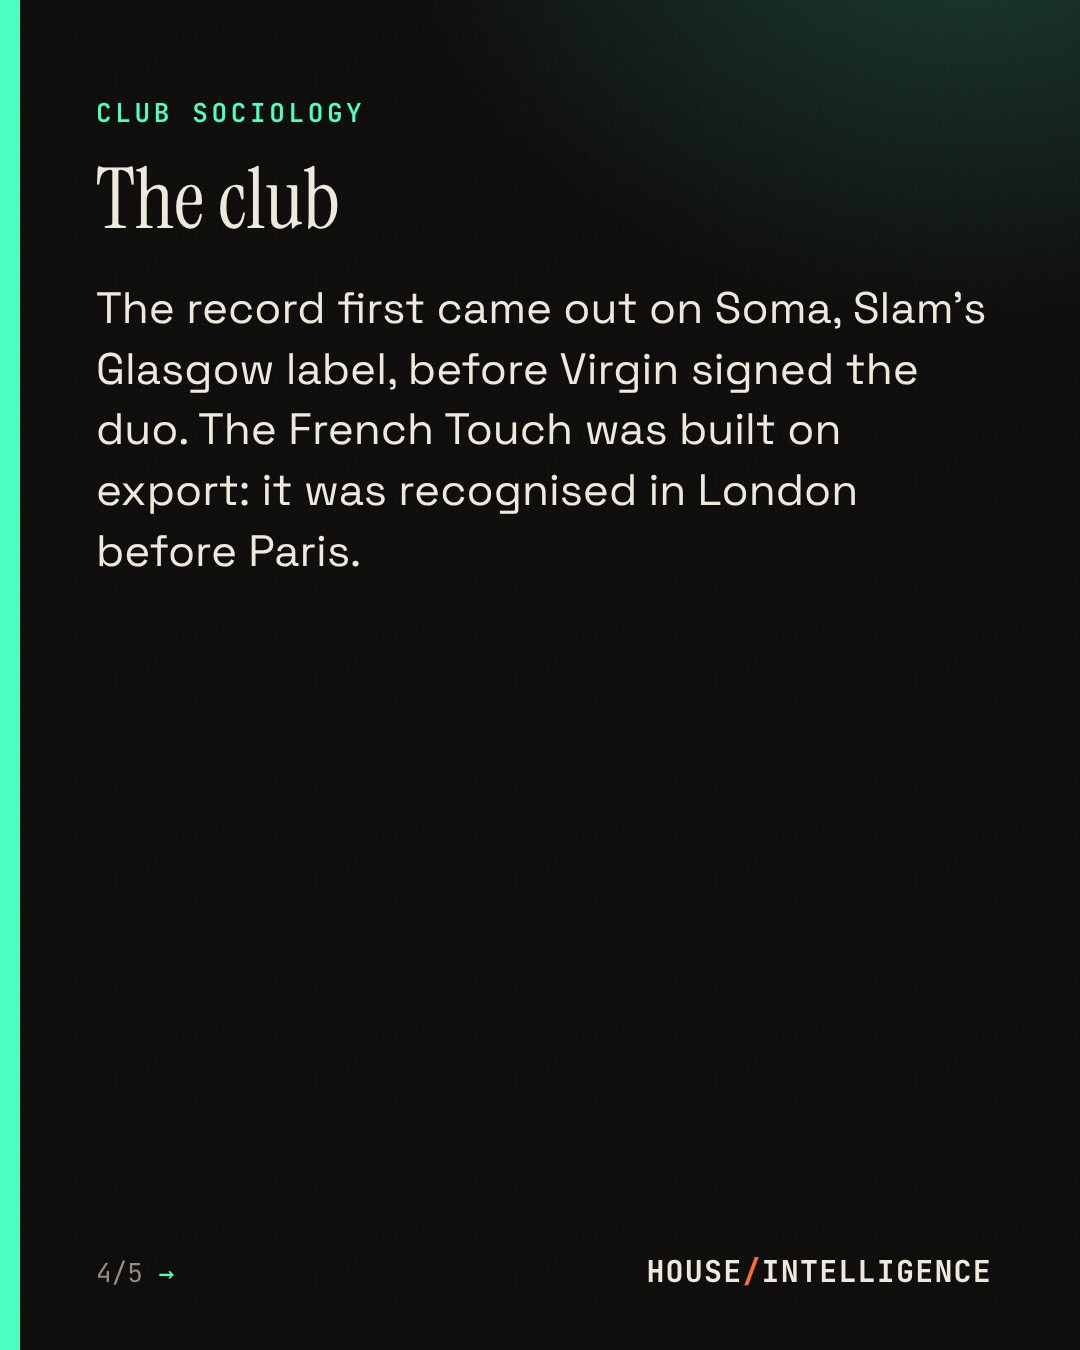 CLUB SOCIOLOGY
The club
The record first came out on Soma, Slam’s
Glasgow label, before Virgin signed the
duo. The French Touch was built on
export: it was recognised in London
before Paris.
4/5 →
HOUSE/INTELLIGENCE